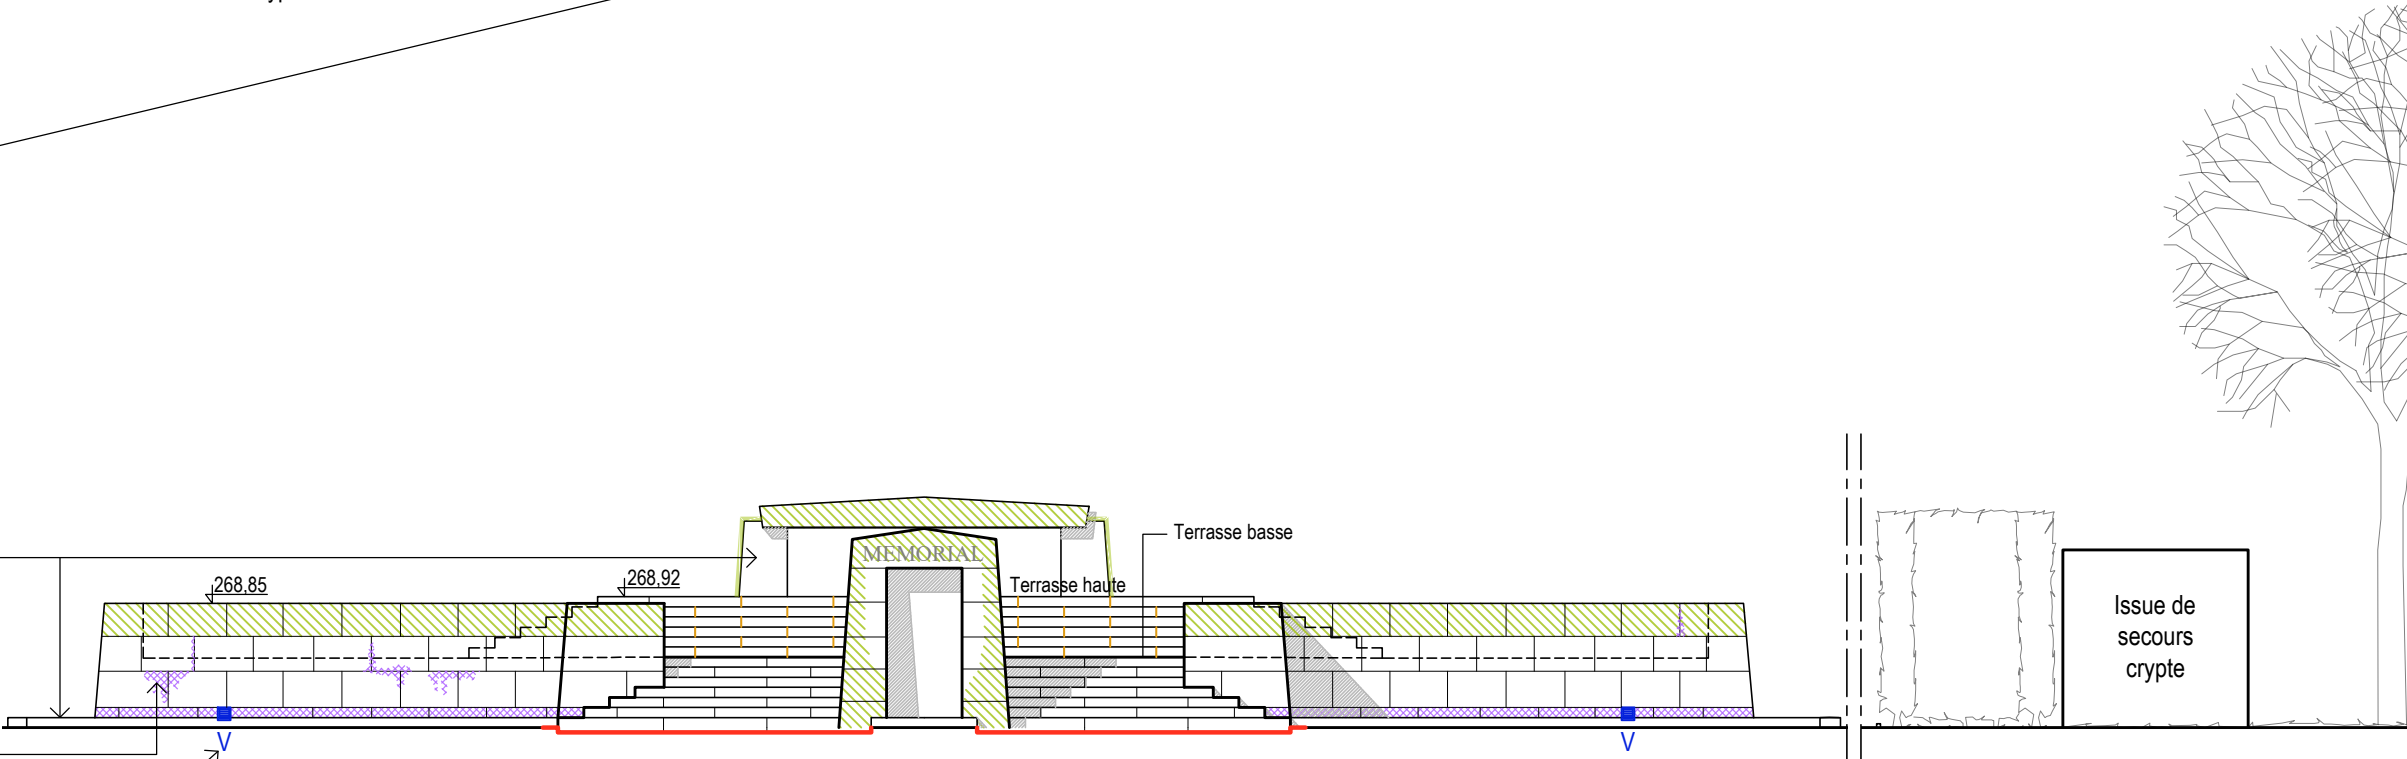 Terrasse basse
MEMORIAL
268,85
268,92
Terrasse haute
Issue de
secours
crypte
V
V